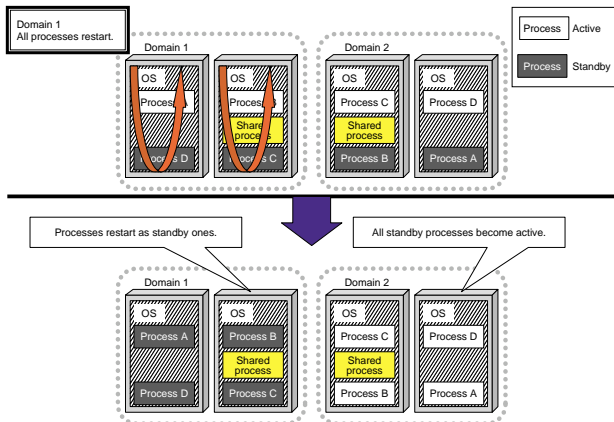 Domain 1
All processes restart.
Process Active
Process Standby
Domain 1
Domain 2
OS
OS
OS
OS
Process
Process
Process C
Process D
Shared
process
Shared
process
Process D
Process C
Process B
Process A
Processes restart as standby ones.
All standby processes become active.
Domain 1
Domain 2
OS
OS
OS
OS
Process A
Process B
Process C
Process D
Shared
process
Shared
process
Process D
Process C
Process B
Process A